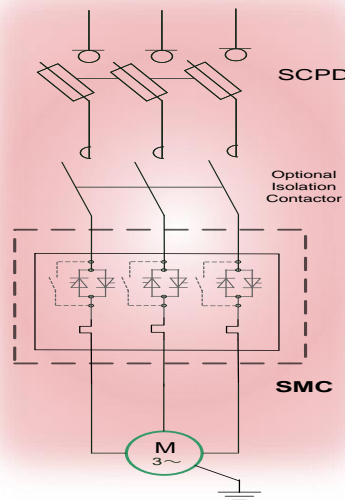 SCPD
Optional
Isolation
Contactor
SMC
M
3～